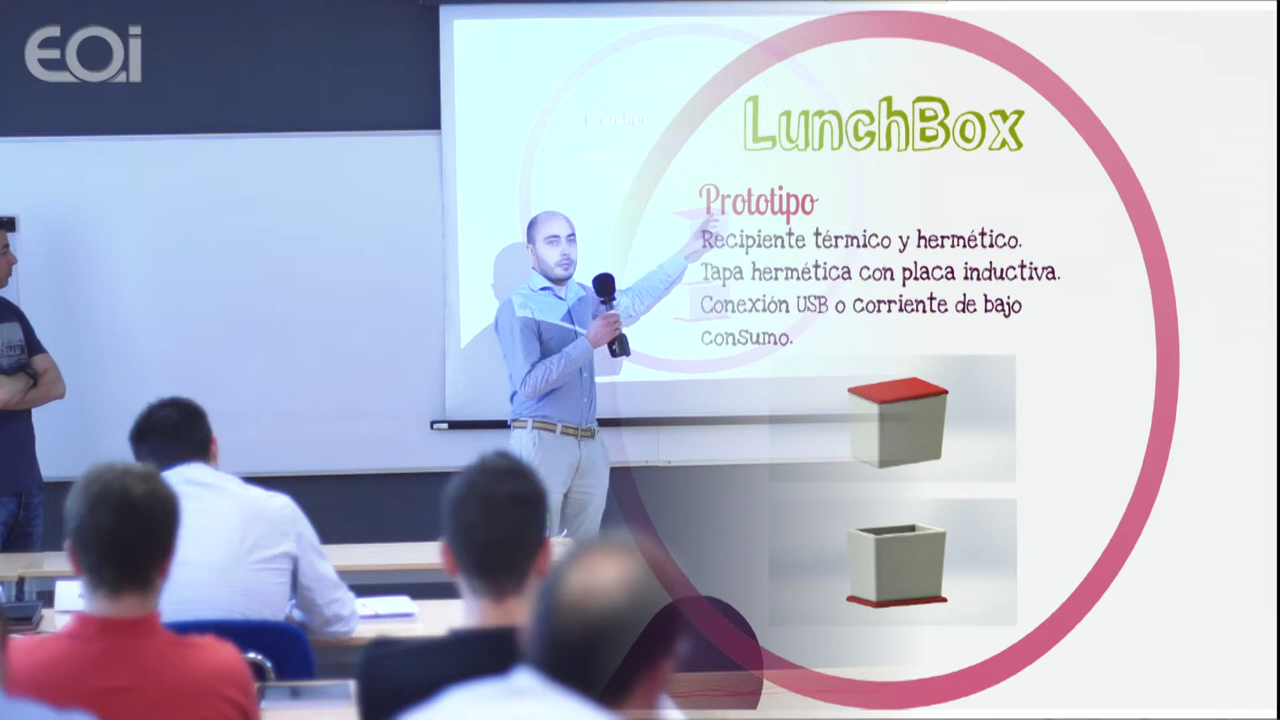 EOi
LunchBox
Prototipo
Recipiente térmico y hermético.
Tapa hermética con placa inductiva.
Conexión USB o corriente de bajo
consumo.